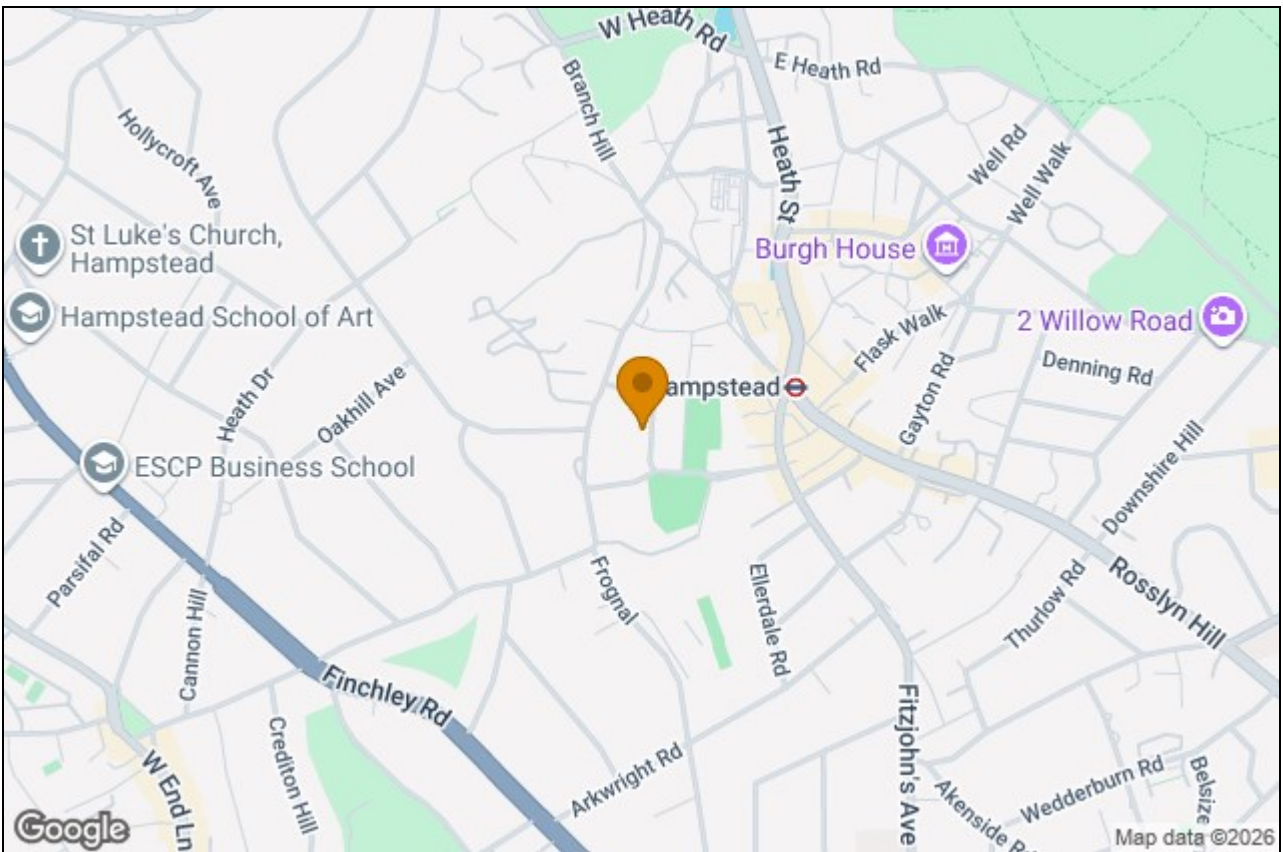 W Heath Rd
E Heath Rd
Branch Hill
Hollycroft Ave
Heath St
Well Rd
Well Walk
St Luke's Church,
Hampstead
Burgh House
Hampstead School of Art
2 Willow Road
Flask Walk
Denning Rd
Heath Dr
Oakhill Ave
ampstead
Gayton Rd
ESCP Business School
Downshire Hill
Parsifal Rd
Frognal
Ellerdale Rd
Thurlow Rd
Rosslyn Hill
Cannon Hill
Finchley Rd
Fitzjohn's Ave
Crediton Hill
W End Ln
Arkwright Rd
Akenside Rd
Wedderburn Rd
Belsize
Google
Map data ©2026